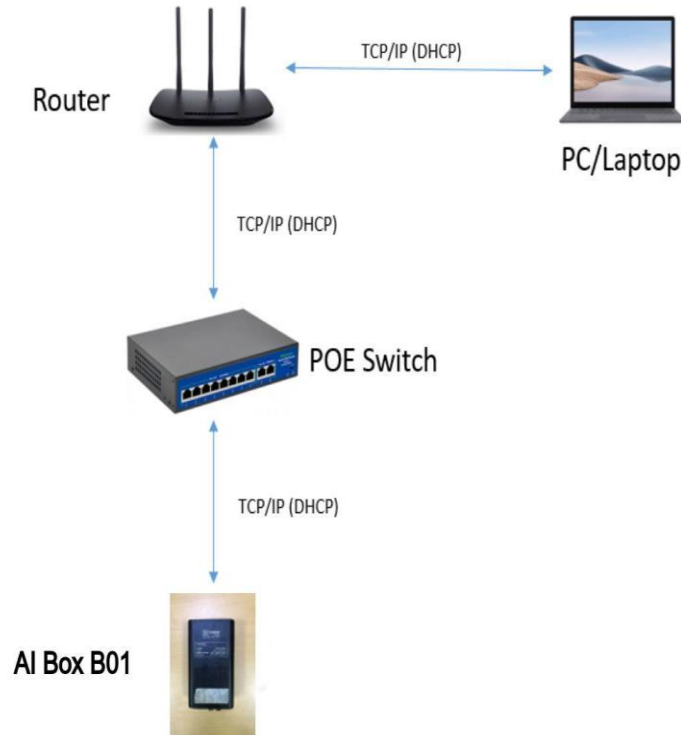 TCP/IP (DHCP)
Router
PC/Laptop
TCP/IP (DHCP)
POE Switch
TCP/IP (DHCP)
AI Box B01